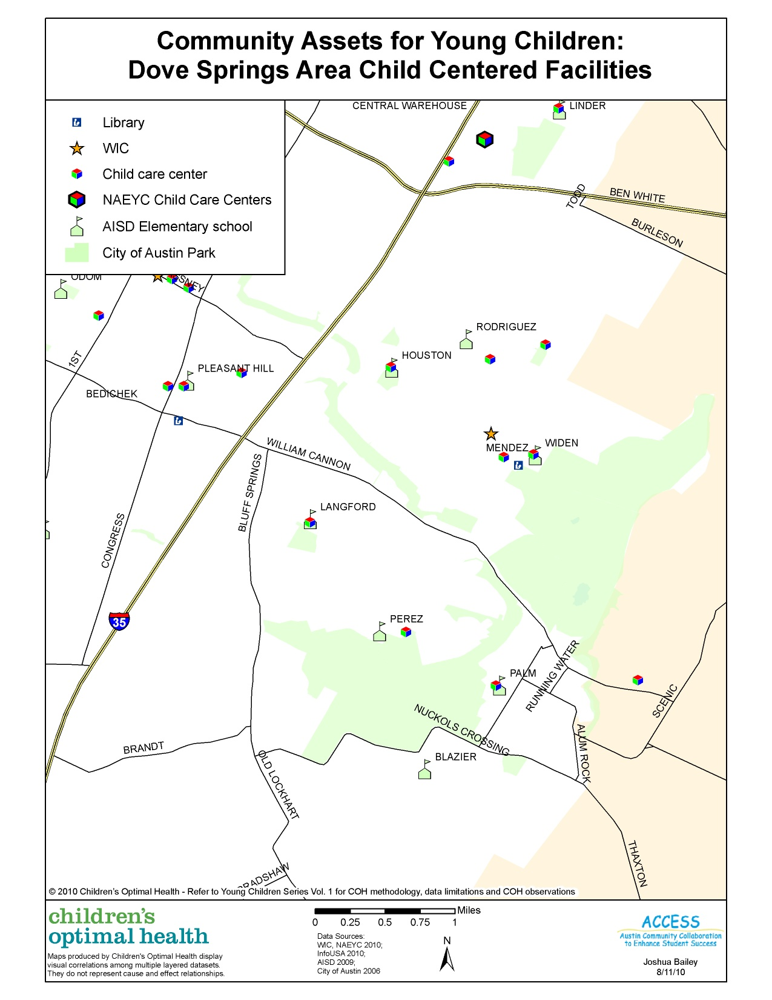 Community Assets for Young Children:
Dove Springs Area Child Centered Facilities
Library
WIC
Child care center
NAEYC Child Care Centers
AISD Elementary school
City of Austin Park
CENTRAL WAREHOUSE
LINDER
TODD
BEN WHITE
BURLESON
ODOM
SNEY
RODRIGUEZ
HOUSTON
1ST
PLEASANT HILL
BEDICHEK
WILLIAM CANNON
MENDEZ
WIDEN
BLUFF SPRINGS
LANGFORD
CONGRESS
35
PEREZ
PALM
RUNNING WATER
SCENIC
NUCKOLS CROSSING
ALUM ROCK
BRANDT
BLAZIER
OLD LOCKHART
THAXTON
RADSHAW
© 2010 Children's Optimal Health - Refer to Young Children Series Vol. 1 for COH methodology, data limitations and COH observations
children's
optimal health
Maps produced by Children's Optimal Health display
visual correlations among multiple layered datasets.
They do not represent cause and effect relationships.
Miles
0 0.25 0.5 0.75 1
Data Sources:
WIC, NAEYC 2010;
InfoUSA 2010;
AISD 2009;
City of Austin 2006
N
ACCESS
Austin Community Collaboration
to Enhance Student Success
Joshua Bailey
8/11/10